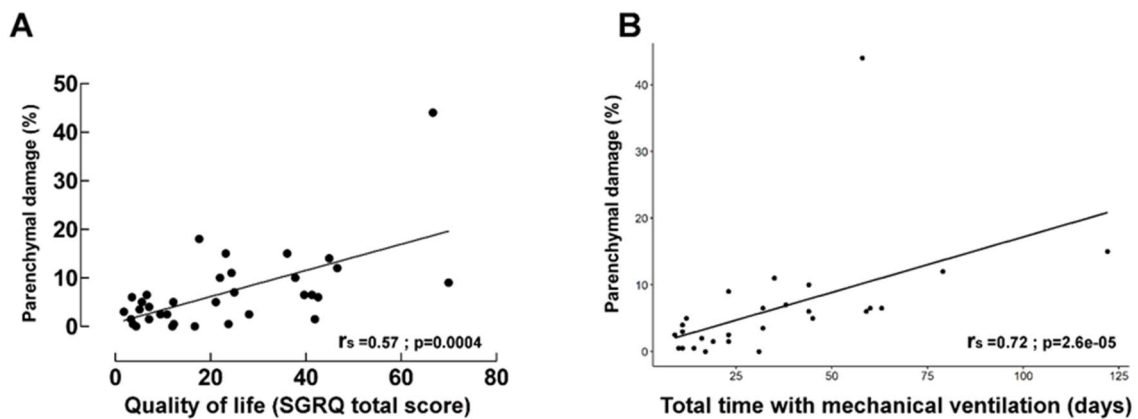 A
Parenchymal damage (%)
50
40
30
20
10
0
0 20 40 60 80
rs =0.57 ; p=0.0004
Quality of life (SGRQ total score)
B
Parenchymal damage (%)
40
30
20
10
0
25 50 75 100 125
rs =0.72 ; p=2.6e-05
Total time with mechanical ventilation (days)